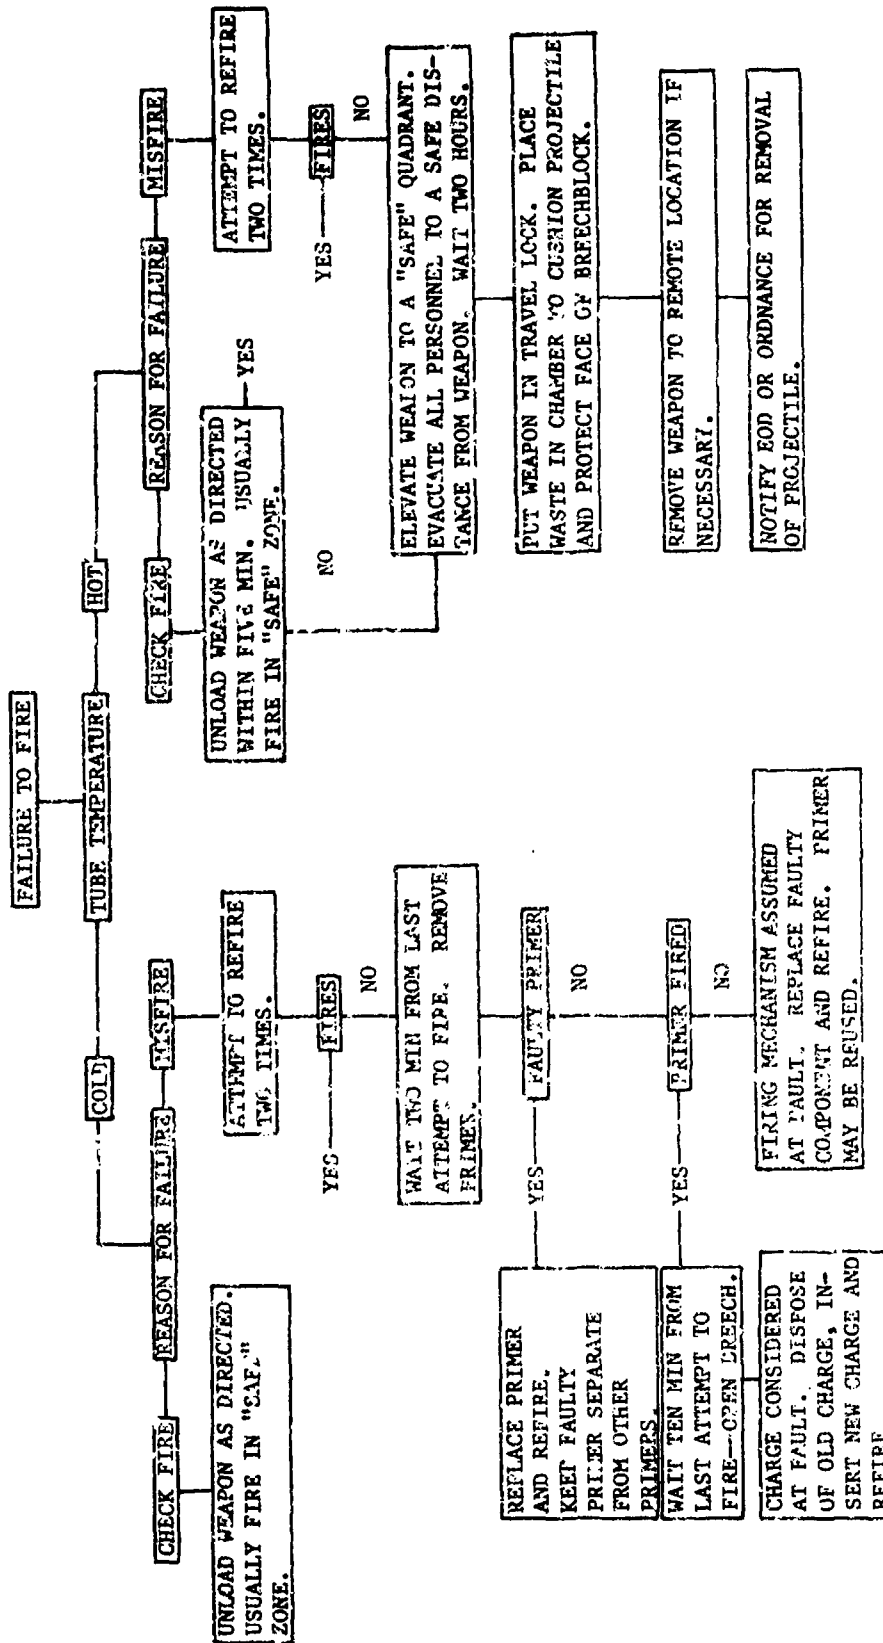 FAILURE TO FIRE
TUBE TEMPERATURE
COLD
HOT
REASON FOR FAILURE
CHECK FIRE
MISFIRE
UNLOAD WEAPON AS DIRECTED.
USUALLY FIRE IN "SAFE"
ZONE.
ATTEMPT TO REFIRE
TWO TIMES.
FIRES
YES
NO
WAIT TWO MIN FROM LAST
ATTEMPT TO FIRE. REMOVE
PRIMER.
FAULTY PRIMER
YES
NO
REPLACE PRIMER
AND REFIRE.
KEEP FAULTY
PRIMER SEPARATE
FROM OTHER
PRIMERS.
PRIMER FIRED
YES
NO
WAIT TEN MIN FROM
LAST ATTEMPT TO
FIRE—OPEN BREECH.
CHARGE CONSIDERED
AT FAULT. DISPOSE
OF OLD CHARGE, IN-
SERT NEW CHARGE AND
REFIRE
FIRING MECHANISM ASSUMED
AT FAULT. REPLACE FAULTY
COMPONENT AND REFIRE. PRIMER
MAY BE REUSED.
REASON FOR FAILURE
CHECK FIRE
MISFIRE
UNLOAD WEAPON AS DIRECTED
WITHIN FIVE MIN. USUALLY
FIRE IN "SAFE" ZONE.
YES
NO
ATTEMPT TO REFIRE
TWO TIMES.
FIRES
YES
NO
ELEVATE WEAPON TO A "SAFE" QUADRANT.
EVACUATE ALL PERSONNEL TO A SAFE DIS-
TANCE FROM WEAPON. WAIT TWO HOURS.
PUT WEAPON IN TRAVEL LOCK. PLACE
WASTE IN CHAMBER TO CUSHION PROJECTILE
AND PROTECT FACE OF BREECHBLOCK.
REMOVE WEAPON TO REMOTE LOCATION IF
NECESSARY.
NOTIFY EOD OR ORDNANCE FOR REMOVAL
OF PROJECTILE.